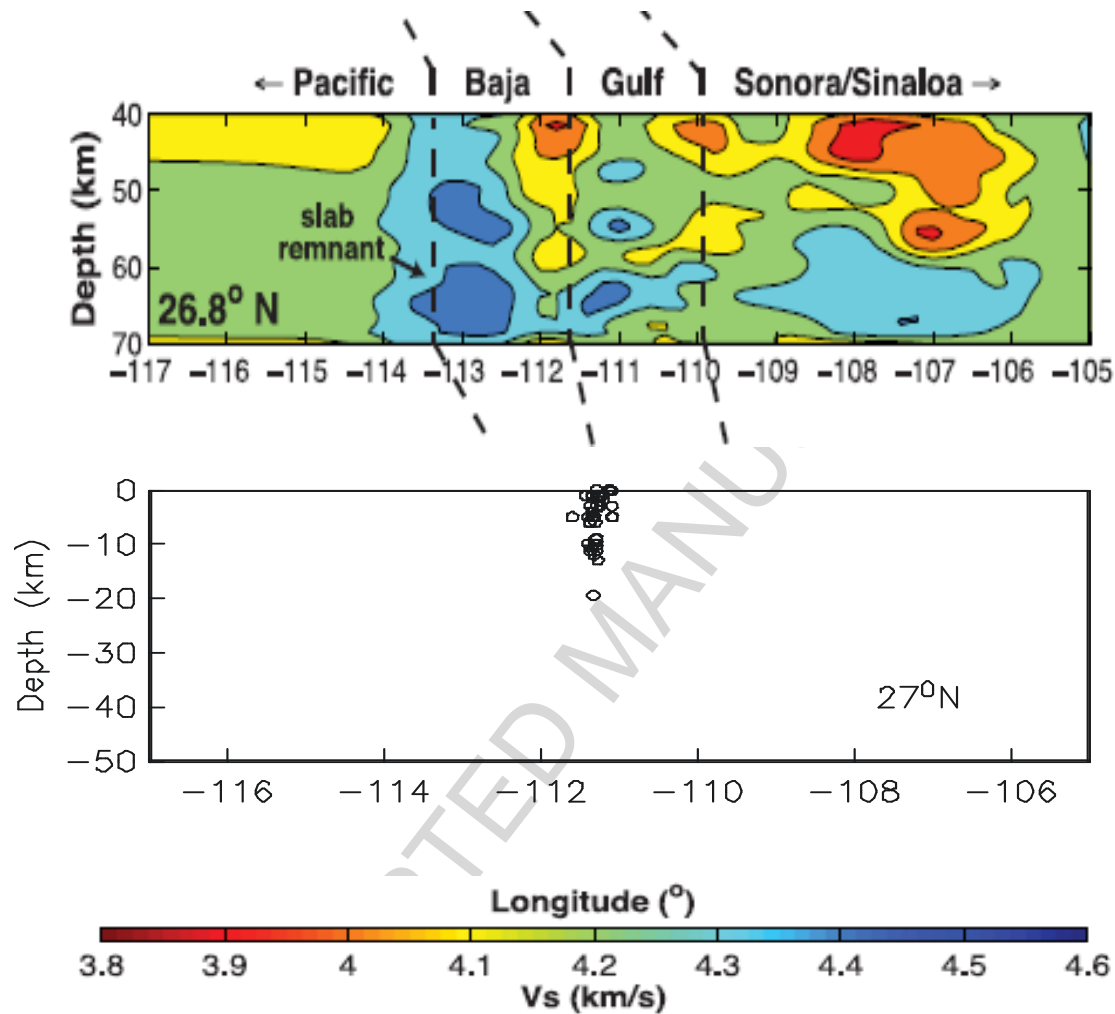 ← Pacific Baja Gulf Sonora/Sinaloa →
40
50
60
70
Depth (km)
slab
remnant
26.8° N
−117 −116 −115 −114 −113 −112 −111 −110 −109 −108 −107 −106 −105
0
−10
−20
−30
−40
−50
Depth (km)
27°N
−116 −114 −112 −110 −108 −106
RTED MANU
Longitude (°)
3.8 3.9 4 4.1 4.2 4.3 4.4 4.5 4.6
Vs (km/s)